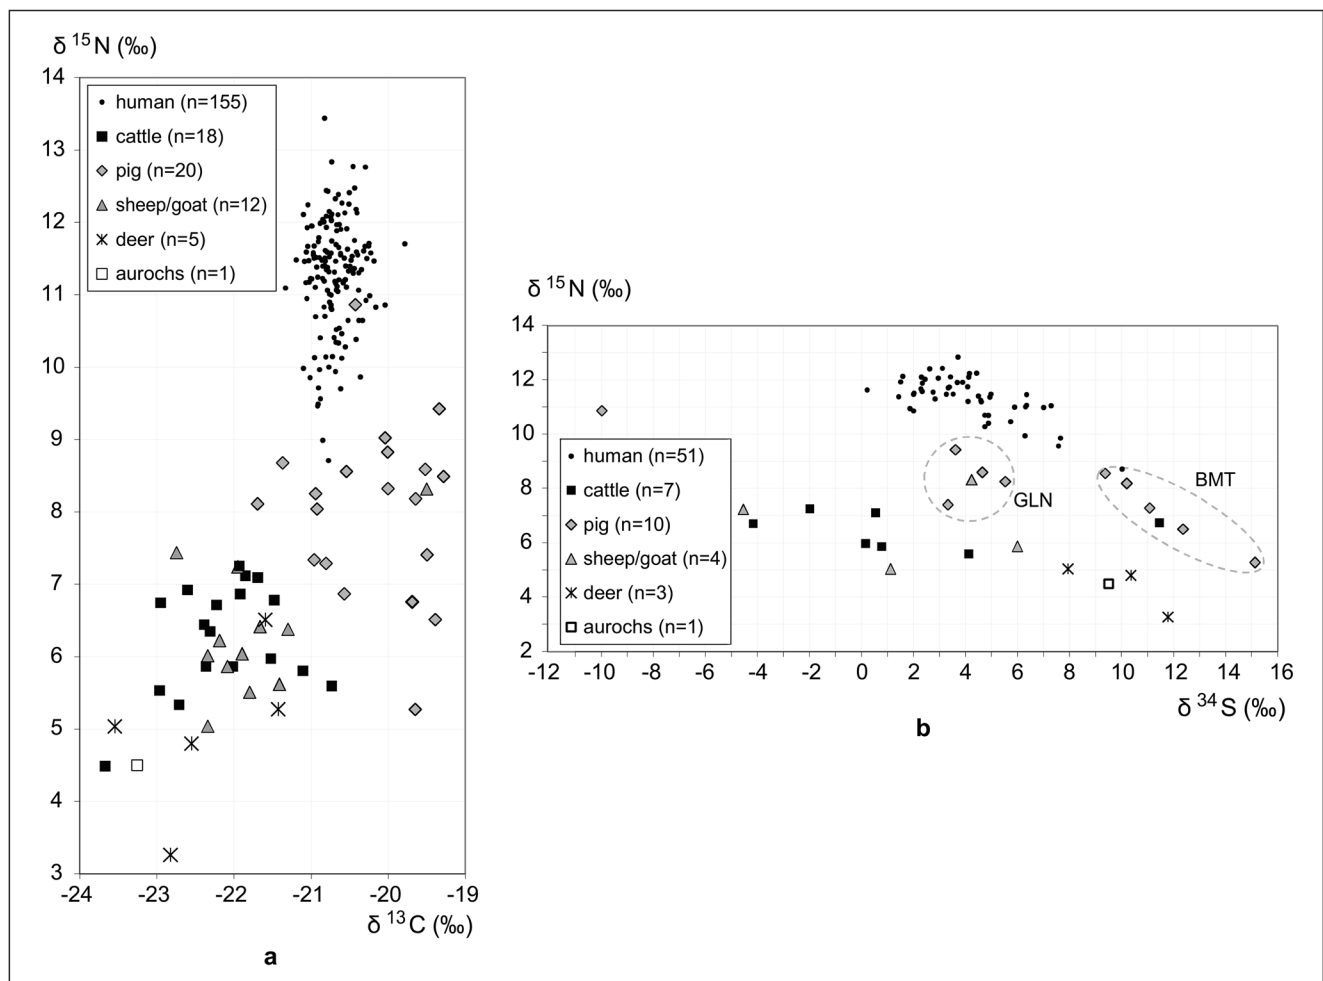 δ ¹⁵N (‰)
14
13
12
11
10
9
8
7
6
5
4
3
human (n=155)
cattle (n=18)
pig (n=20)
sheep/goat (n=12)
deer (n=5)
aurochs (n=1)
-24 -23 -22 -21 -20 -19
δ ¹³C (‰)
a
δ ¹⁵N (‰)
14
12
10
8
6
4
2
human (n=51)
cattle (n=7)
pig (n=10)
sheep/goat (n=4)
deer (n=3)
aurochs (n=1)
GLN
BMT
-12 -10 -8 -6 -4 -2 0 2 4 6 8 10 12 14 15 16
δ ³⁴S (‰)
b